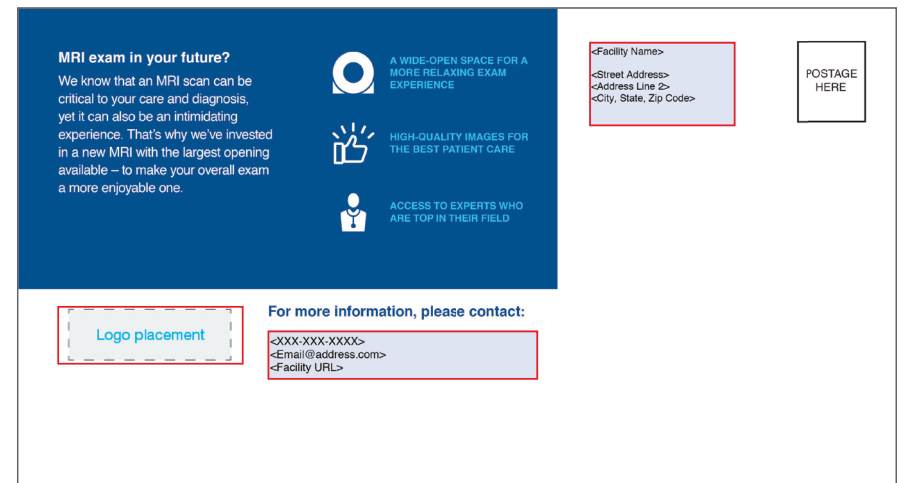 MRI exam in your future?
We know that an MRI scan can be
critical to your care and diagnosis,
yet it can also be an intimidating
experience. That's why we've invested
in a new MRI with the largest opening
available – to make your overall exam
a more enjoyable one.
A WIDE-OPEN SPACE FOR A
MORE RELAXING EXAM
EXPERIENCE
HIGH-QUALITY IMAGES FOR
THE BEST PATIENT CARE
ACCESS TO EXPERTS WHO
ARE TOP IN THEIR FIELD
<Facility Name>
<Street Address>
<Address Line 2>
<City, State, Zip Code>
POSTAGE
HERE
Logo placement
For more information, please contact:
<XXX-XXX-XXXX>
<Email@address.com>
<Facility URL>